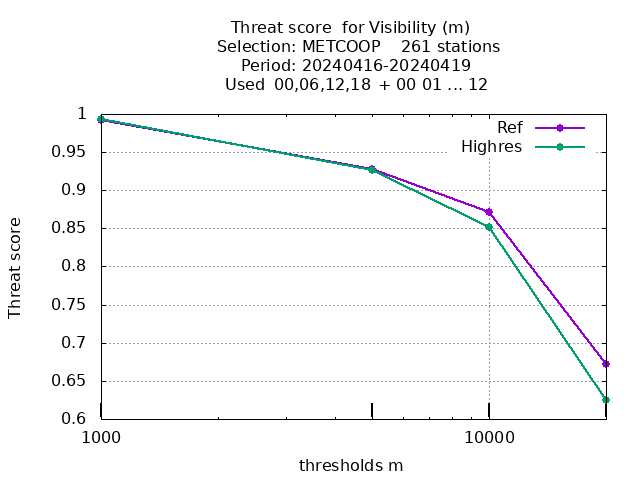 Threat score  for Visibility (m)
Selection: METCOOP    261 stations
Period: 20240416-20240419
Used  00,06,12,18  + 00 01 ... 12
Ref
Highres
1
0.95
0.9
0.85
0.8
0.75
0.7
0.65
0.6
Threat score
1000
10000
thresholds m